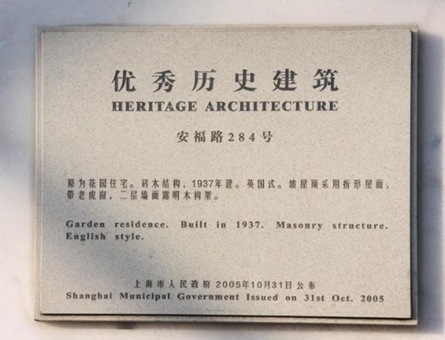 优秀历史建筑
HERITAGE ARCHITECTURE
安福路284号
原为花园住宅。砖木结构，1937年建。英国式。坡屋顶采用折形屋面，
带老虎窗，二层墙面露明木构架。
Garden residence. Built in 1937. Masonry structure.
English style.
上海市人民政府 2005年10月31日公布
Shanghai Municipal Government Issued on 31st Oct. 2005